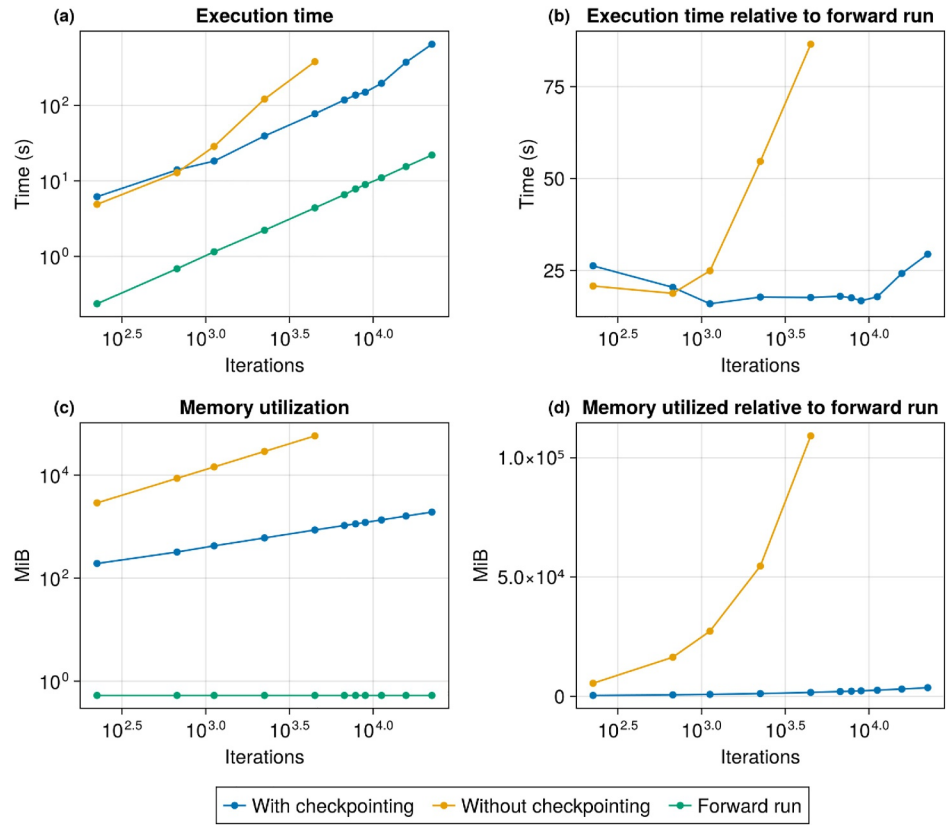 (a) Execution time
Time (s)
10^2
10^1
10^0
10^2.5 10^3.0 10^3.5 10^4.0
Iterations
(b) Execution time relative to forward run
Time (s)
75
50
25
10^2.5 10^3.0 10^3.5 10^4.0
Iterations
(c) Memory utilization
MiB
10^4
10^2
10^0
10^2.5 10^3.0 10^3.5 10^4.0
Iterations
(d) Memory utilized relative to forward run
MiB
1.0×10^5
5.0×10^4
0
10^2.5 10^3.0 10^3.5 10^4.0
Iterations
With checkpointing Without checkpointing Forward run